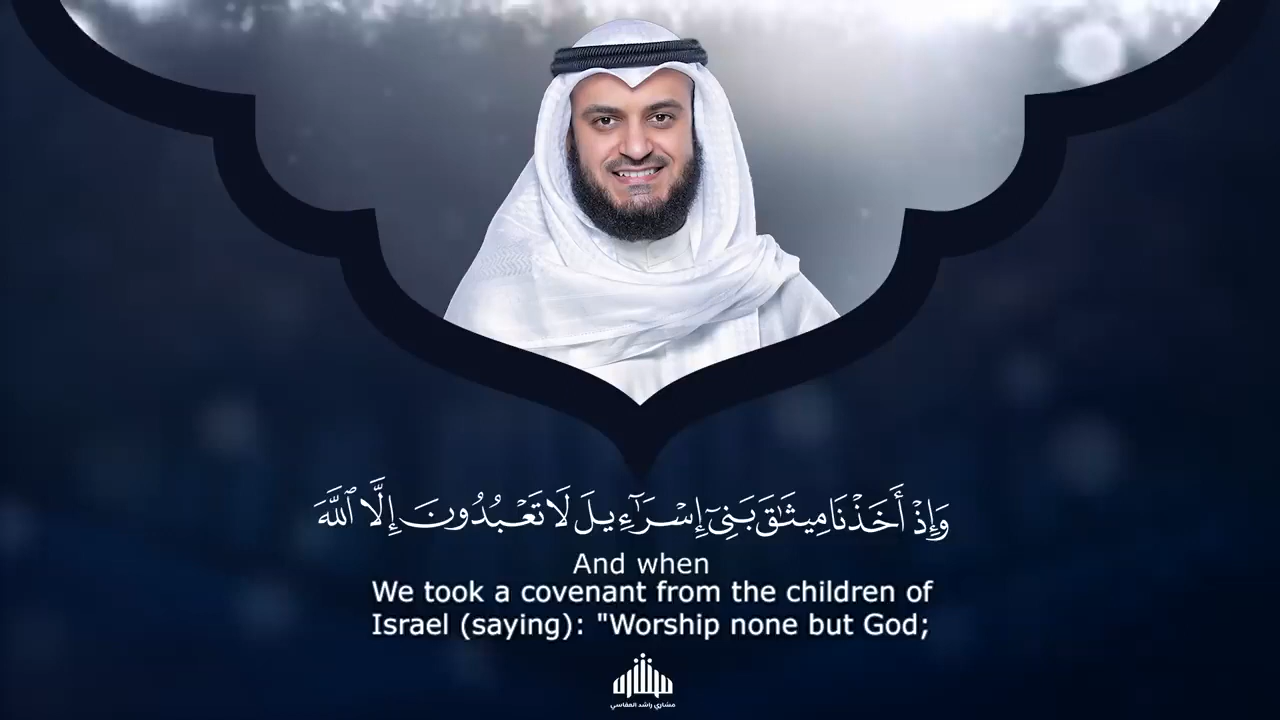 وَإِذْ أَخَذْنَا مِيثَٰقَ بَنِىٓ إِسْرَٰٓءِيلَ لَا تَعْبُدُونَ إِلَّا ٱللَّهَ
And when
We took a covenant from the children of
Israel (saying): "Worship none but God;
مشاري راشد العفاسي